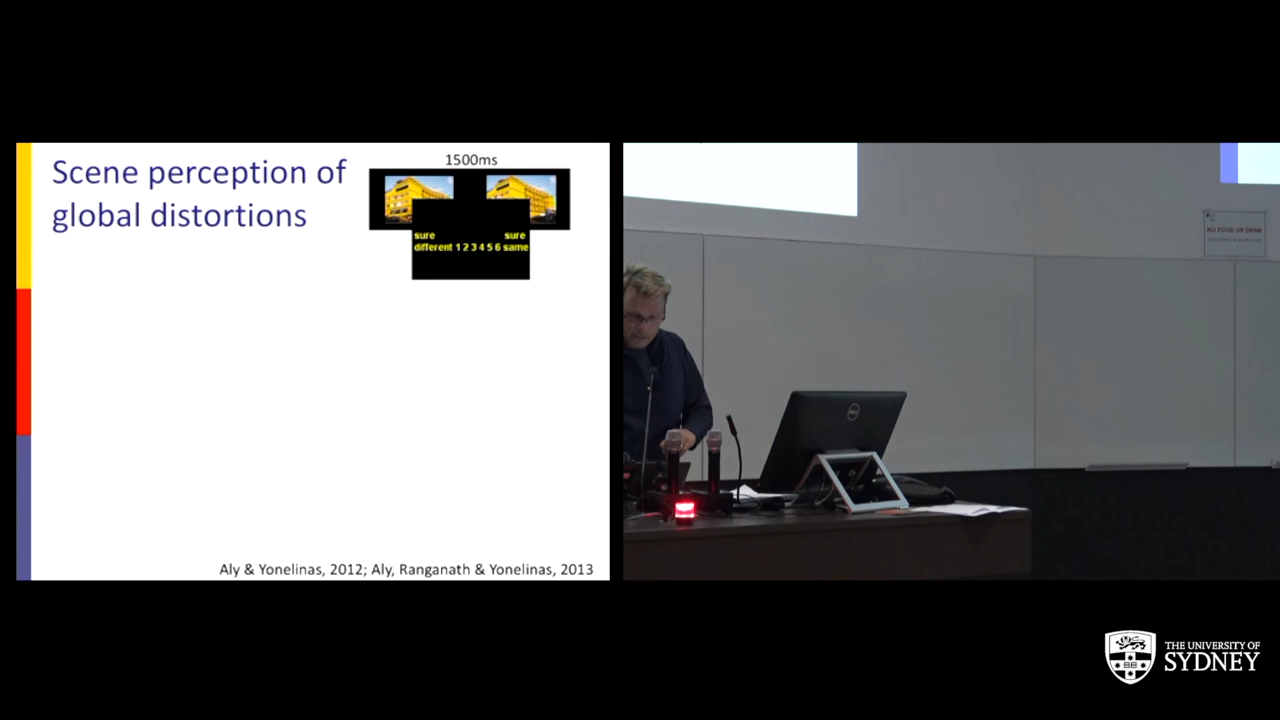 Scene perception of
global distortions
1500ms
sure sure
different 1 2 3 4 5 6 same
Aly & Yonelinas, 2012; Aly, Ranganath & Yonelinas, 2013
NO FOOD OR DRINK
DELL
THE UNIVERSITY OF
SYDNEY